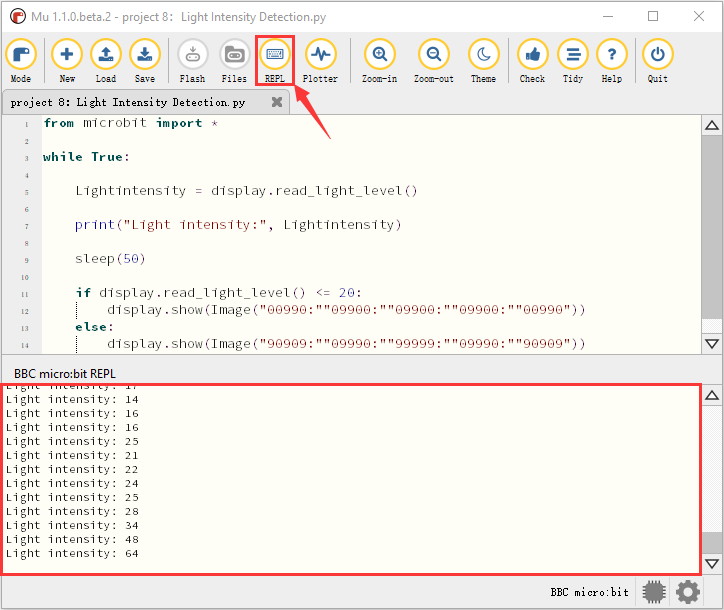 Mu 1.1.0.beta.2 - project 8： Light Intensity Detection.py
Mode New Load Save Flash Files REPL Plotter Zoom-in Zoom-out Theme Check Tidy Help Quit
project 8： Light Intensity Detection.py
1 from microbit import *
2
3 while True:
4
5 Lightintensity = display.read_light_level()
6
7 print("Light intensity:", Lightintensity)
8
9 sleep(50)
10
11 if display.read_light_level() <= 20:
12 display.show(Image("00990:""09900:""09900:""09900:""00990"))
13 else:
14 display.show(Image("90909:""09990:""99999:""09990:""90909"))
BBC micro:bit REPL
Light intensity: 17
Light intensity: 14
Light intensity: 16
Light intensity: 16
Light intensity: 25
Light intensity: 21
Light intensity: 22
Light intensity: 24
Light intensity: 25
Light intensity: 28
Light intensity: 34
Light intensity: 48
Light intensity: 64
BBC micro:bit